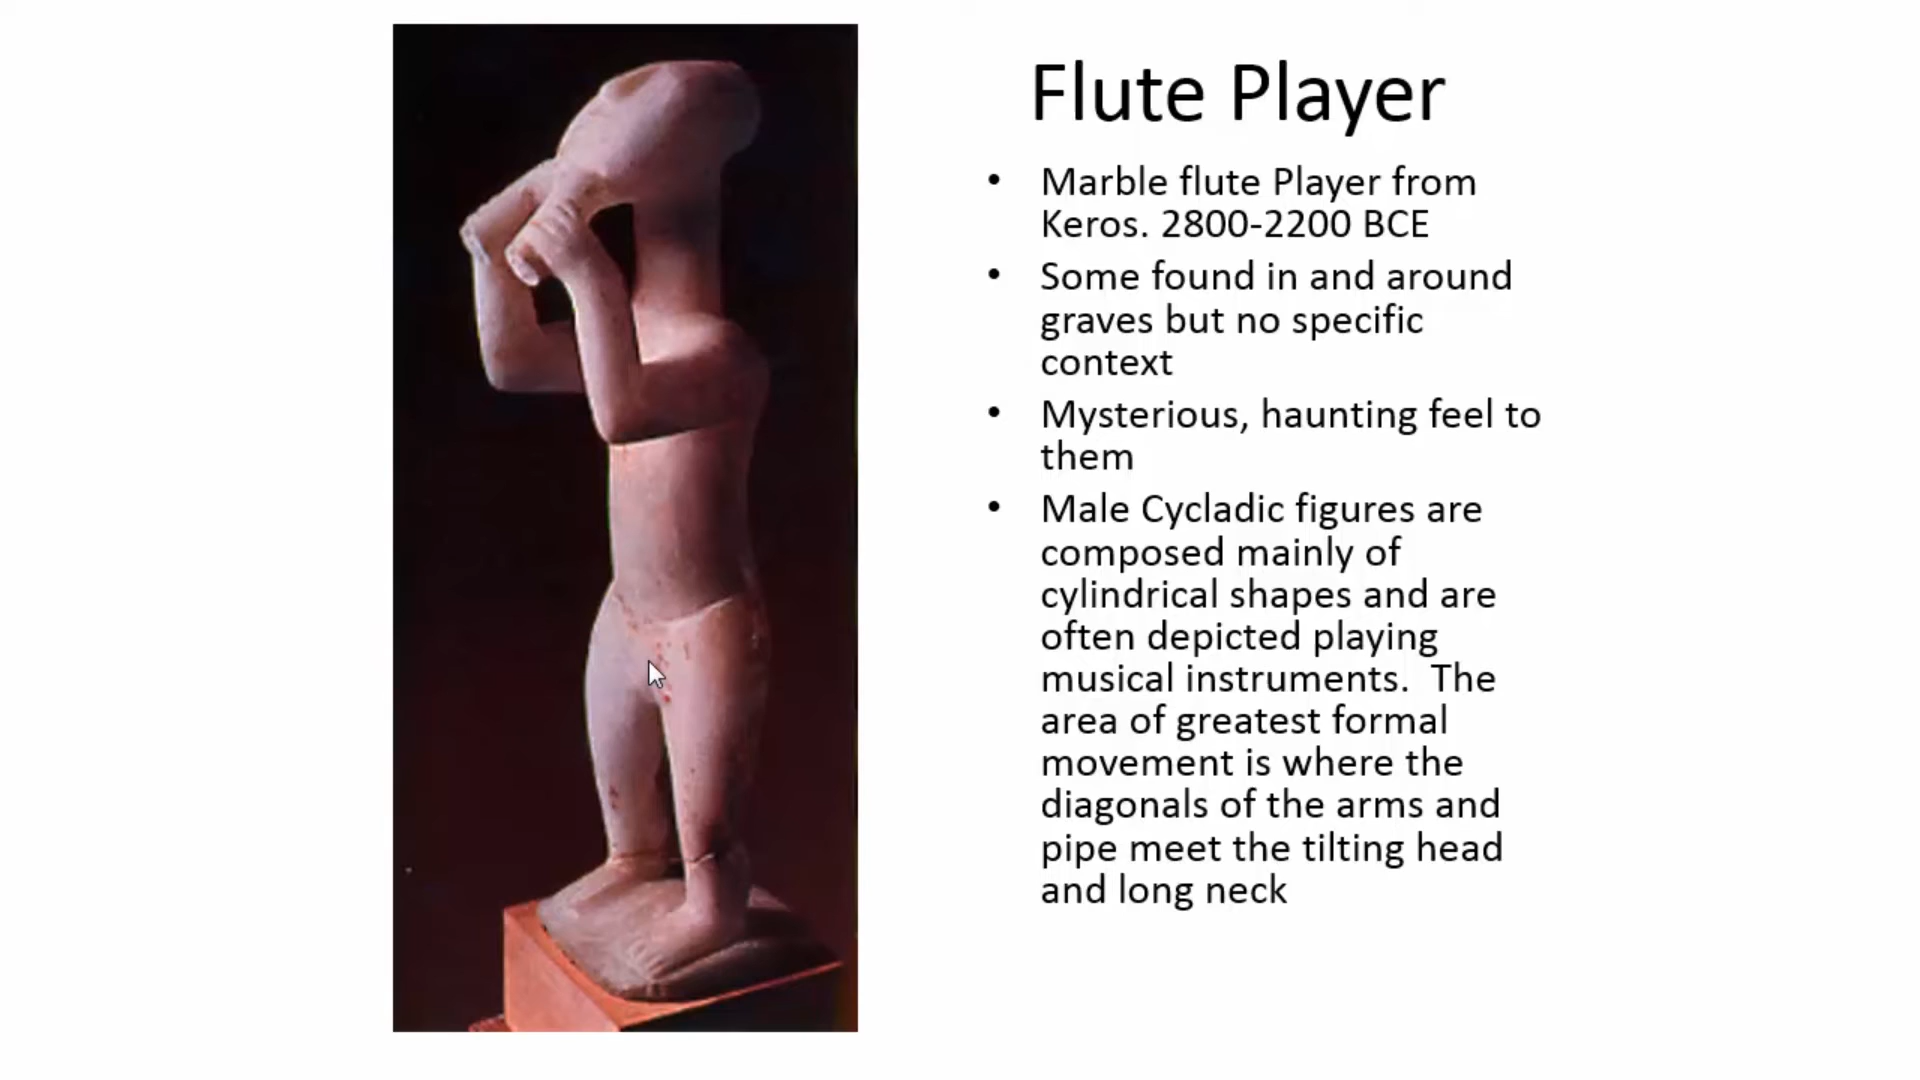 Flute Player
• Marble flute Player from
Keros. 2800-2200 BCE
• Some found in and around
graves but no specific
context
• Mysterious, haunting feel to
them
• Male Cycladic figures are
composed mainly of
cylindrical shapes and are
often depicted playing
musical instruments.  The
area of greatest formal
movement is where the
diagonals of the arms and
pipe meet the tilting head
and long neck